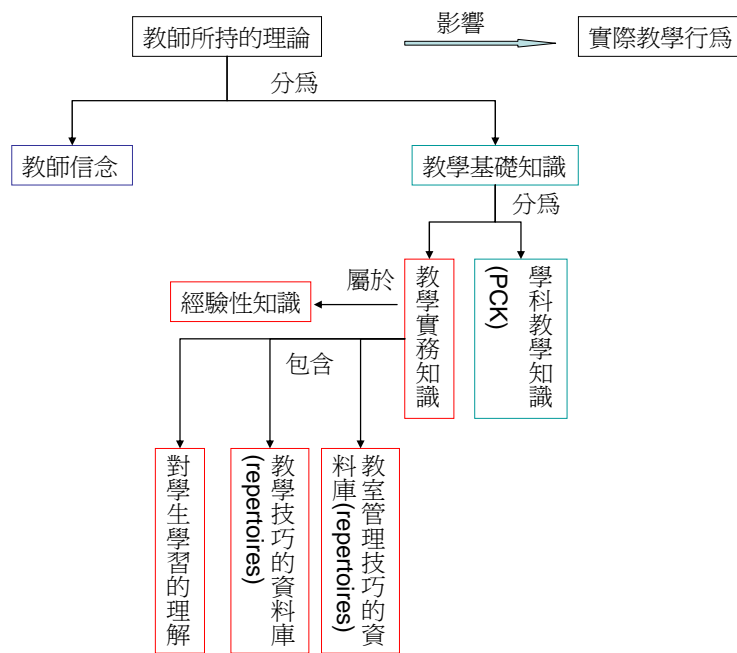 影響
教師所持的理論
實際教學行爲
分爲
教師信念
教學基礎知識
分爲
學科教學知識
(PCK)
教學實務知識
屬於
經驗性知識
包含
對學生學習的理解
教學技巧的資料庫
(repertoires)
教室管理技巧的資
料庫(repertoires)